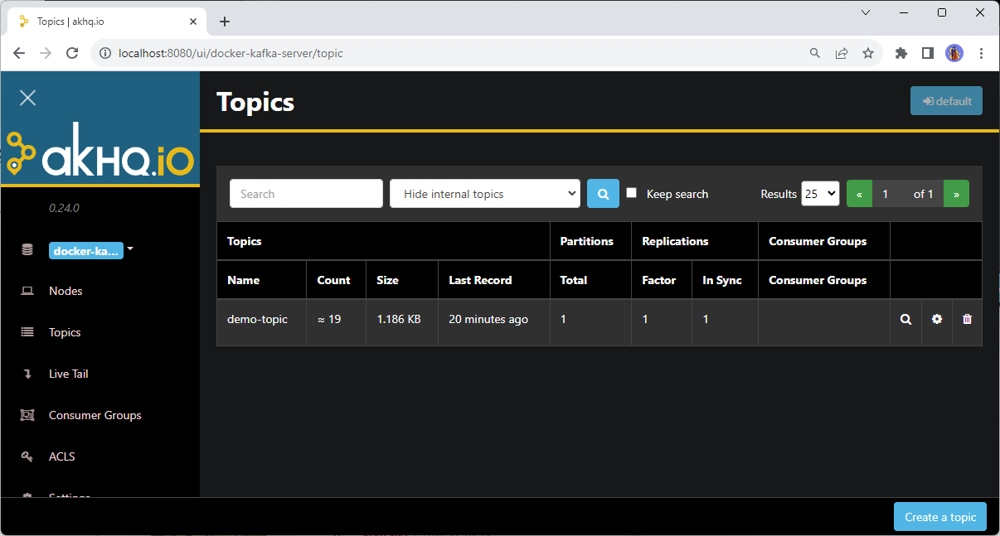 Topics | akhq.io
localhost:8080/ui/docker-kafka-server/topic
akHQ.io
0.24.0
docker-ka...
Nodes
Topics
Live Tail
Consumer Groups
ACLS
Settings
Topics
default
Search
Hide internal topics
Keep search
Results 25 « 1 of 1 »
Topics Partitions Replications Consumer Groups
Name Count Size Last Record Total Factor In Sync Consumer Groups
demo-topic ≈ 19 1.186 KB 20 minutes ago 1 1 1
Create a topic